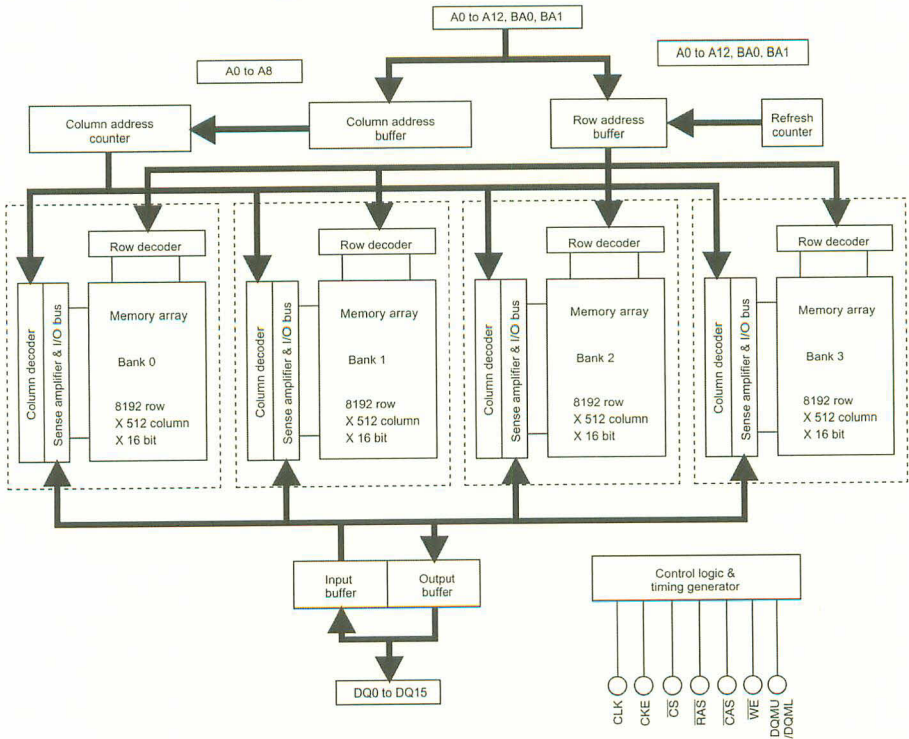 A0 to A12, BA0, BA1
A0 to A8
A0 to A12, BA0, BA1
Column address
counter
Column address
buffer
Row address
buffer
Refresh
counter
Row decoder
Column decoder
Sense amplifier & I/O bus
Memory array
Bank 0
8192 row
X 512 column
X 16 bit
Row decoder
Column decoder
Sense amplifier & I/O bus
Memory array
Bank 1
8192 row
X 512 column
X 16 bit
Row decoder
Column decoder
Sense amplifier & I/O bus
Memory array
Bank 2
8192 row
X 512 column
X 16 bit
Row decoder
Column decoder
Sense amplifier & I/O bus
Memory array
Bank 3
8192 row
X 512 column
X 16 bit
Input
buffer
Output
buffer
DQ0 to DQ15
Control logic &
timing generator
CLK
CKE
C̅S̅
R̅A̅S̅
C̅A̅S̅
W̅E̅
DQMU
/DQML